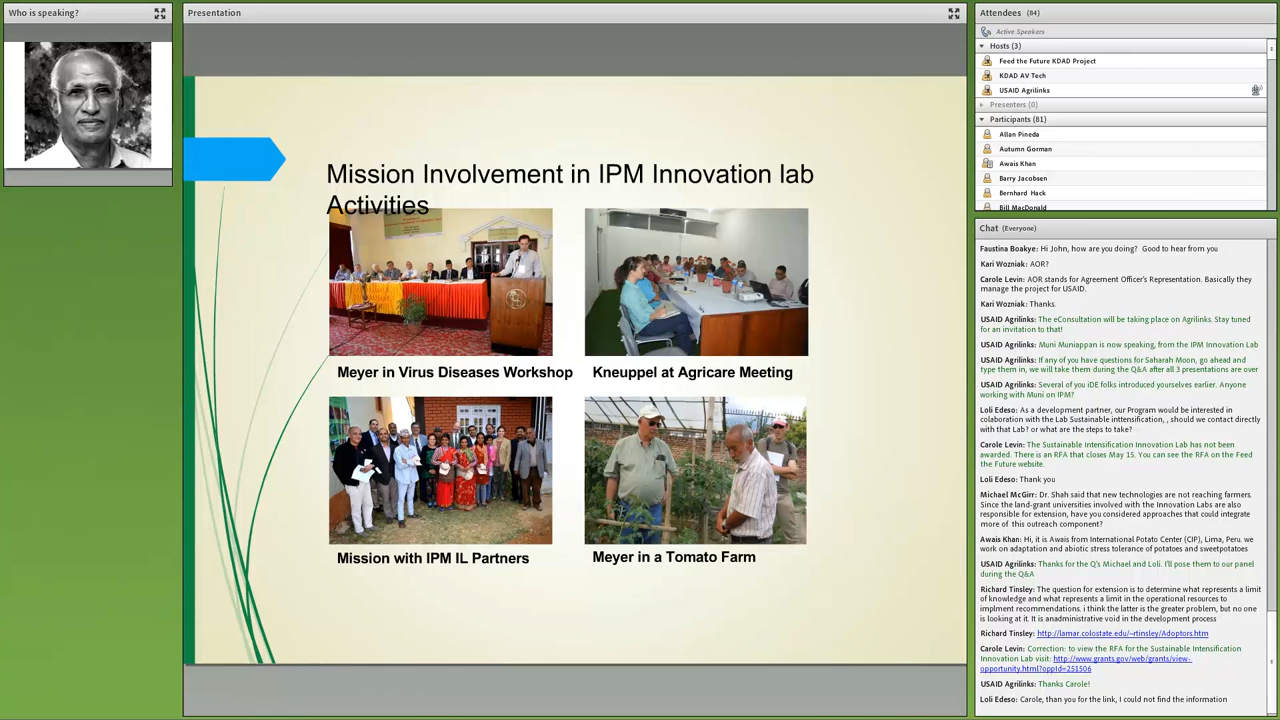 Who is speaking?
Presentation
Mission Involvement in IPM Innovation lab
Activities
Meyer in Virus Diseases Workshop
Kneuppel at Agricare Meeting
Mission with IPM IL Partners
Meyer in a Tomato Farm
Attendees (84)
Active Speakers
Hosts (3)
Feed the Future KDAD Project
KDAD AV Tech
USAID Agrilinks
Presenters (0)
Participants (81)
Allan Pineda
Autumn Gorman
Awais Khan
Barry Jacobsen
Bernhard Hack
Bill MacDonald
Chat (Everyone)
Faustina Boakye: Hi John, how are you doing? Good to hear from you
Kari Wozniak: AOR?
Carole Levin: AOR stands for Agreement Officer's Representation. Basically they
manage the project for USAID.
Kari Wozniak: Thanks.
USAID Agrilinks: The eConsultation will be taking place on Agrilinks. Stay tuned
for an invitation to that!
USAID Agrilinks: Muni Muniappan is now speaking, from the IPM Innovation Lab
USAID Agrilinks: If any of you have questions for Saharah Moon, go ahead and
type them in, we will take them during the Q&A after all 3 presentations are over
USAID Agrilinks: Several of you iDE folks introduced yourselves earlier. Anyone
working with Muni on IPM?
Loli Edeso: As a development partner, our Program would be interested in
colaboration with the Lab Sustainable inttensification, , should we contact directly
with that Lab? or what are the steps to take?
Carole Levin: The Sustainable Intensification Innovation Lab has not been
awarded. There is an RFA that closes May 15. You can see the RFA on the Feed
the Future website.
Loli Edeso: Thank you
Michael McGirr: Dr. Shah said that new technologies are not reaching farmers.
Since the land-grant universities involved with the Innovation Labs are also
responsible for extension, have you considered approaches that could integrate
more of this outreach component?
Awais Khan: Hi, it is Awais from International Potato Center (CIP), Lima, Peru. we
work on adaptation and abiotic stress tolerance of potatoes and sweetpotatoes
USAID Agrilinks: Thanks for the Q's Michael and Loli. I'll pose them to our panel
during the Q&A
Richard Tinsley: The question for extension is to determine what represents a limit
of knowledge and what represents a limit in the operational resources to
implment recommendations. i think the latter is the greater problem, but no one
is looking at it. It is anadministrative void in the development process
Richard Tinsley: http://lamar.colostate.edu/~rtinsley/Adoptors.htm
Carole Levin: Correction: to view the RFA for the Sustainable Intensification
Innovation Lab visit: http://www.grants.gov/web/grants/view-
opportunity.html?oppId=251506
USAID Agrilinks: Thanks Carole!
Loli Edeso: Carole, than you for the link, I could not find the information